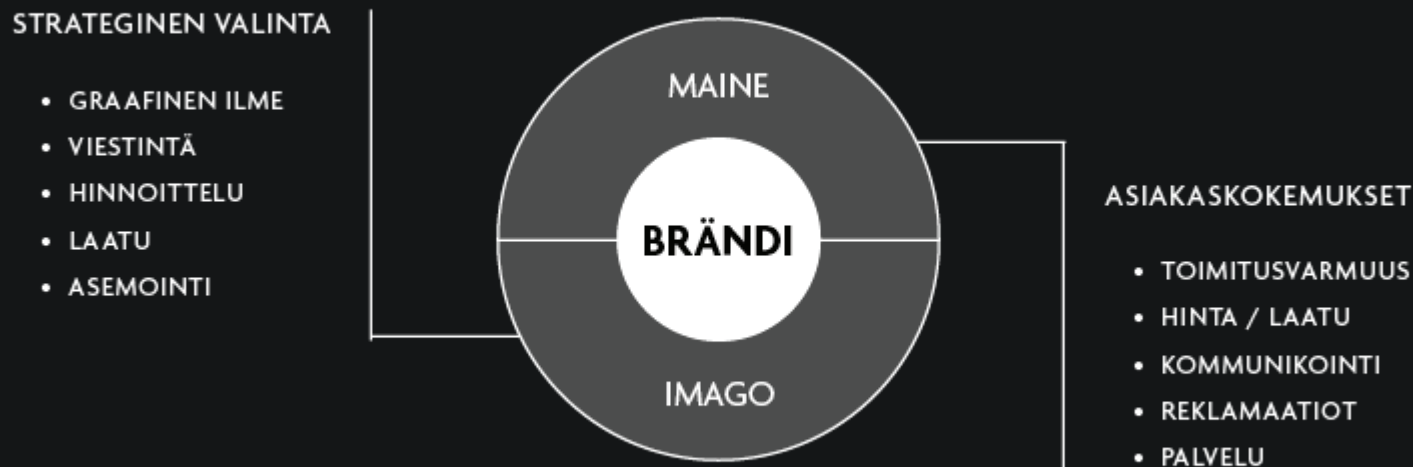 STRATEGINEN VALINTA
• GRAAFINEN ILME
• VIESTINTÄ
• HINNOITTELU
• LAATU
• ASEMOINTI
MAINE
BRÄNDI
IMAGO
ASIAKASKOKEMUKSET
• TOIMITUSVARMUUS
• HINTA / LAATU
• KOMMUNIKOINTI
• REKLAMAATIOT
• PALVELU